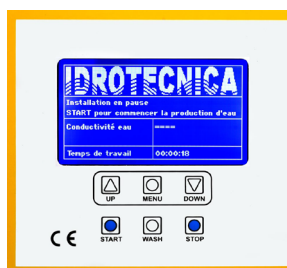 IDROTECNICA
Installation en pause
START pour commencer la production d'eau
Conductivité eau ----
Temps de travail 00:00:18
UP MENU DOWN
START WASH STOP
CE